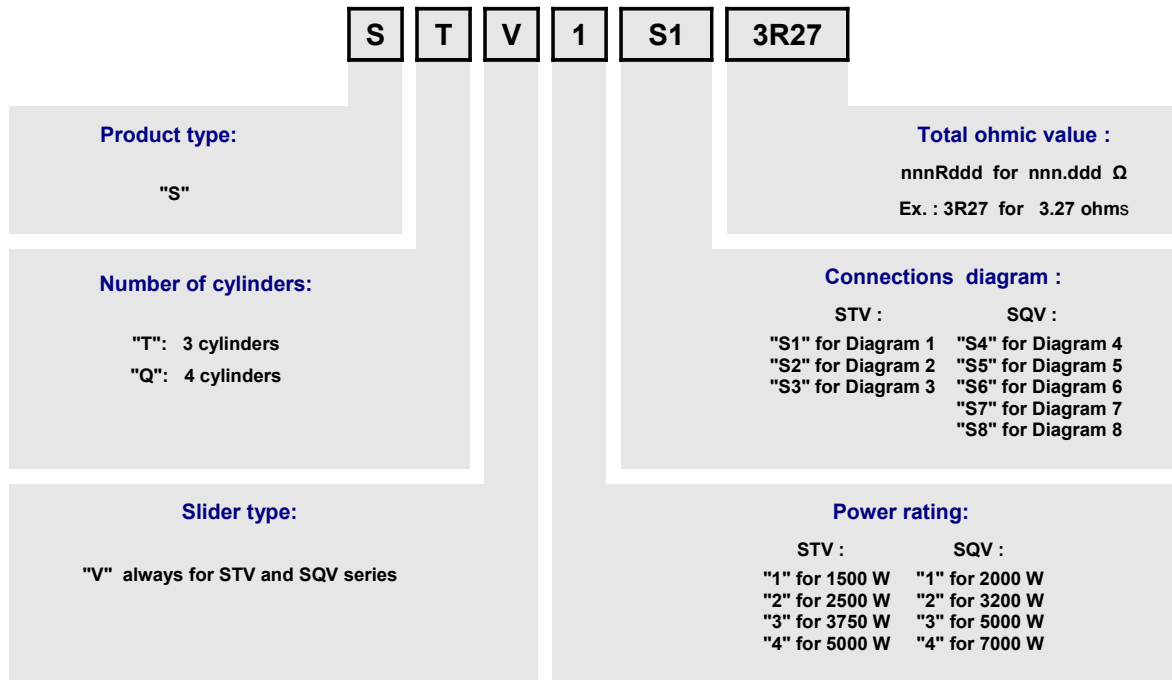 S T V 1 S1 3R27
Product type:
"S"
Total ohmic value :
nnnRddd for nnn.ddd Ω
Ex. : 3R27 for 3.27 ohms
Number of cylinders:
"T": 3 cylinders
"Q": 4 cylinders
Connections diagram :
STV : SQV :
"S1" for Diagram 1 "S4" for Diagram 4
"S2" for Diagram 2 "S5" for Diagram 5
"S3" for Diagram 3 "S6" for Diagram 6
"S7" for Diagram 7
"S8" for Diagram 8
Slider type:
"V" always for STV and SQV series
Power rating:
STV : SQV :
"1" for 1500 W "1" for 2000 W
"2" for 2500 W "2" for 3200 W
"3" for 3750 W "3" for 5000 W
"4" for 5000 W "4" for 7000 W